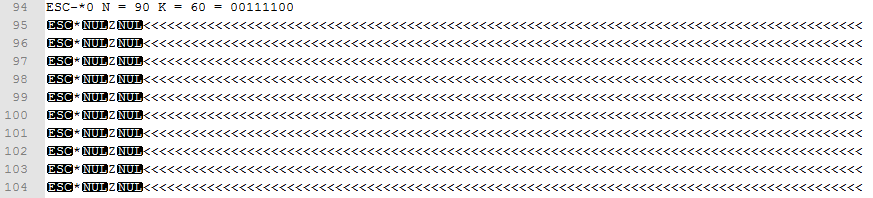 94 ESC-*0 N = 90 K = 60 = 00111100
95 ESC*NULZNUL<<<<<<<<<<<<<<<<<<<<<<<<<<<<<<<<<<<<<<<<<<<<<<<<<<<<<<<<<<<<<<<<<<<<<<<<<<<<<<<<<<<<<<<<<<
96 ESC*NULZNUL<<<<<<<<<<<<<<<<<<<<<<<<<<<<<<<<<<<<<<<<<<<<<<<<<<<<<<<<<<<<<<<<<<<<<<<<<<<<<<<<<<<<<<<<<<
97 ESC*NULZNUL<<<<<<<<<<<<<<<<<<<<<<<<<<<<<<<<<<<<<<<<<<<<<<<<<<<<<<<<<<<<<<<<<<<<<<<<<<<<<<<<<<<<<<<<<<
98 ESC*NULZNUL<<<<<<<<<<<<<<<<<<<<<<<<<<<<<<<<<<<<<<<<<<<<<<<<<<<<<<<<<<<<<<<<<<<<<<<<<<<<<<<<<<<<<<<<<<
99 ESC*NULZNUL<<<<<<<<<<<<<<<<<<<<<<<<<<<<<<<<<<<<<<<<<<<<<<<<<<<<<<<<<<<<<<<<<<<<<<<<<<<<<<<<<<<<<<<<<<
100 ESC*NULZNUL<<<<<<<<<<<<<<<<<<<<<<<<<<<<<<<<<<<<<<<<<<<<<<<<<<<<<<<<<<<<<<<<<<<<<<<<<<<<<<<<<<<<<<<<<<
101 ESC*NULZNUL<<<<<<<<<<<<<<<<<<<<<<<<<<<<<<<<<<<<<<<<<<<<<<<<<<<<<<<<<<<<<<<<<<<<<<<<<<<<<<<<<<<<<<<<<<
102 ESC*NULZNUL<<<<<<<<<<<<<<<<<<<<<<<<<<<<<<<<<<<<<<<<<<<<<<<<<<<<<<<<<<<<<<<<<<<<<<<<<<<<<<<<<<<<<<<<<<
103 ESC*NULZNUL<<<<<<<<<<<<<<<<<<<<<<<<<<<<<<<<<<<<<<<<<<<<<<<<<<<<<<<<<<<<<<<<<<<<<<<<<<<<<<<<<<<<<<<<<<
104 ESC*NULZNUL<<<<<<<<<<<<<<<<<<<<<<<<<<<<<<<<<<<<<<<<<<<<<<<<<<<<<<<<<<<<<<<<<<<<<<<<<<<<<<<<<<<<<<<<<<